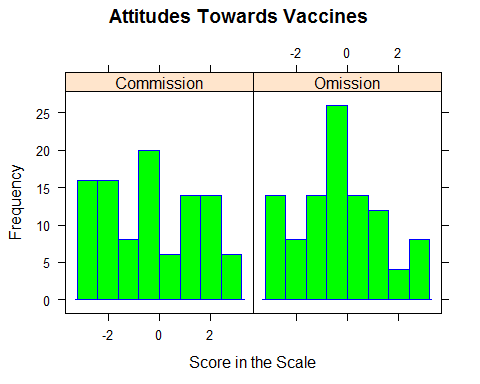 Attitudes Towards Vaccines
-2 0 2
Commission Omission
25
20
15
10
5
0
Frequency
-2 0 2
Score in the Scale